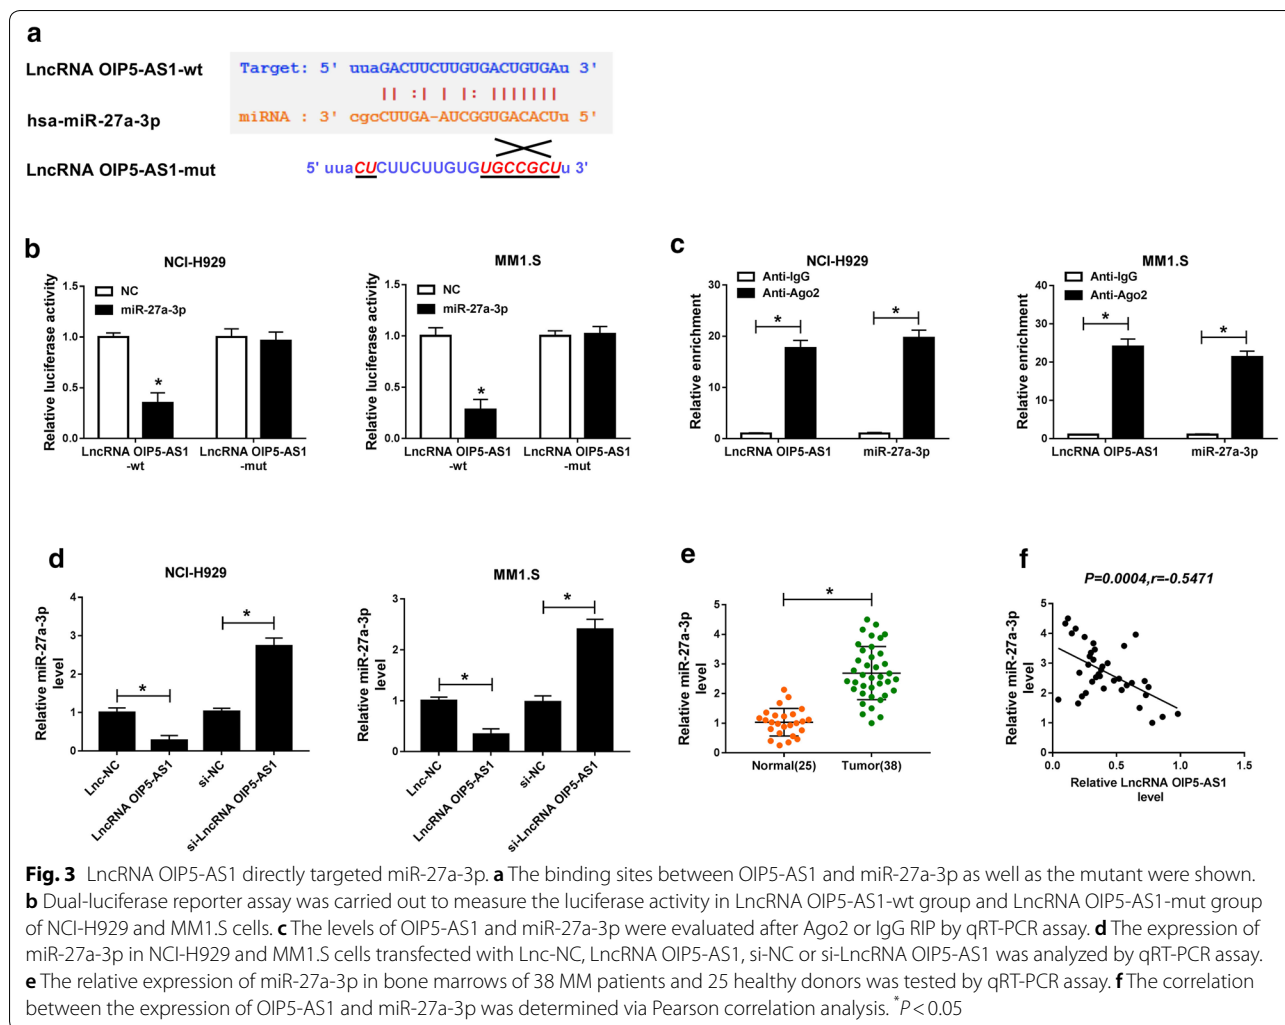 a
LncRNA OIP5-AS1-wt
Target: 5' uuaGACUUCUUGUGACUGUGAu 3'
|| :| | |: |||||||
hsa-miR-27a-3p
miRNA : 3' cgcCUUGA-AUCGGUGACACUu 5'
LncRNA OIP5-AS1-mut
5' uuaCUCUUCUUGUGUGCCGCUu 3'
b
NCI-H929
Relative luciferase activity
1.5
1.0
0.5
0.0
NC
miR-27a-3p
*
LncRNA OIP5-AS1
-wt
LncRNA OIP5-AS1
-mut
MM1.S
Relative luciferase activity
1.5
1.0
0.5
0.0
NC
miR-27a-3p
*
LncRNA OIP5-AS1
-wt
LncRNA OIP5-AS1
-mut
c
NCI-H929
Relative enrichment
30
20
10
0
Anti-IgG
Anti-Ago2
*
*
LncRNA OIP5-AS1
miR-27a-3p
MM1.S
Relative enrichment
40
30
20
10
0
Anti-IgG
Anti-Ago2
*
*
LncRNA OIP5-AS1
miR-27a-3p
d
NCI-H929
Relative miR-27a-3p
level
4
3
2
1
0
*
*
Lnc-NC
LncRNA OIP5-AS1
si-NC
si-LncRNA OIP5-AS1
MM1.S
Relative miR-27a-3p
level
3
2
1
0
*
*
Lnc-NC
LncRNA OIP5-AS1
si-NC
si-LncRNA OIP5-AS1
e
Relative miR-27a-3p
level
5
4
3
2
1
0
*
Normal(25)
Tumor(38)
f
P=0.0004,r=-0.5471
Relative miR-27a-3p
level
5
4
3
2
1
0
0.0
0.5
1.0
1.5
Relative LncRNA OIP5-AS1
level
Fig. 3 LncRNA OIP5-AS1 directly targeted miR-27a-3p. a The binding sites between OIP5-AS1 and miR-27a-3p as well as the mutant were shown.
b Dual-luciferase reporter assay was carried out to measure the luciferase activity in LncRNA OIP5-AS1-wt group and LncRNA OIP5-AS1-mut group
of NCI-H929 and MM1.S cells. c The levels of OIP5-AS1 and miR-27a-3p were evaluated after Ago2 or IgG RIP by qRT-PCR assay. d The expression of
miR-27a-3p in NCI-H929 and MM1.S cells transfected with Lnc-NC, LncRNA OIP5-AS1, si-NC or si-LncRNA OIP5-AS1 was analyzed by qRT-PCR assay.
e The relative expression of miR-27a-3p in bone marrows of 38 MM patients and 25 healthy donors was tested by qRT-PCR assay. f The correlation
between the expression of OIP5-AS1 and miR-27a-3p was determined via Pearson correlation analysis. *P < 0.05